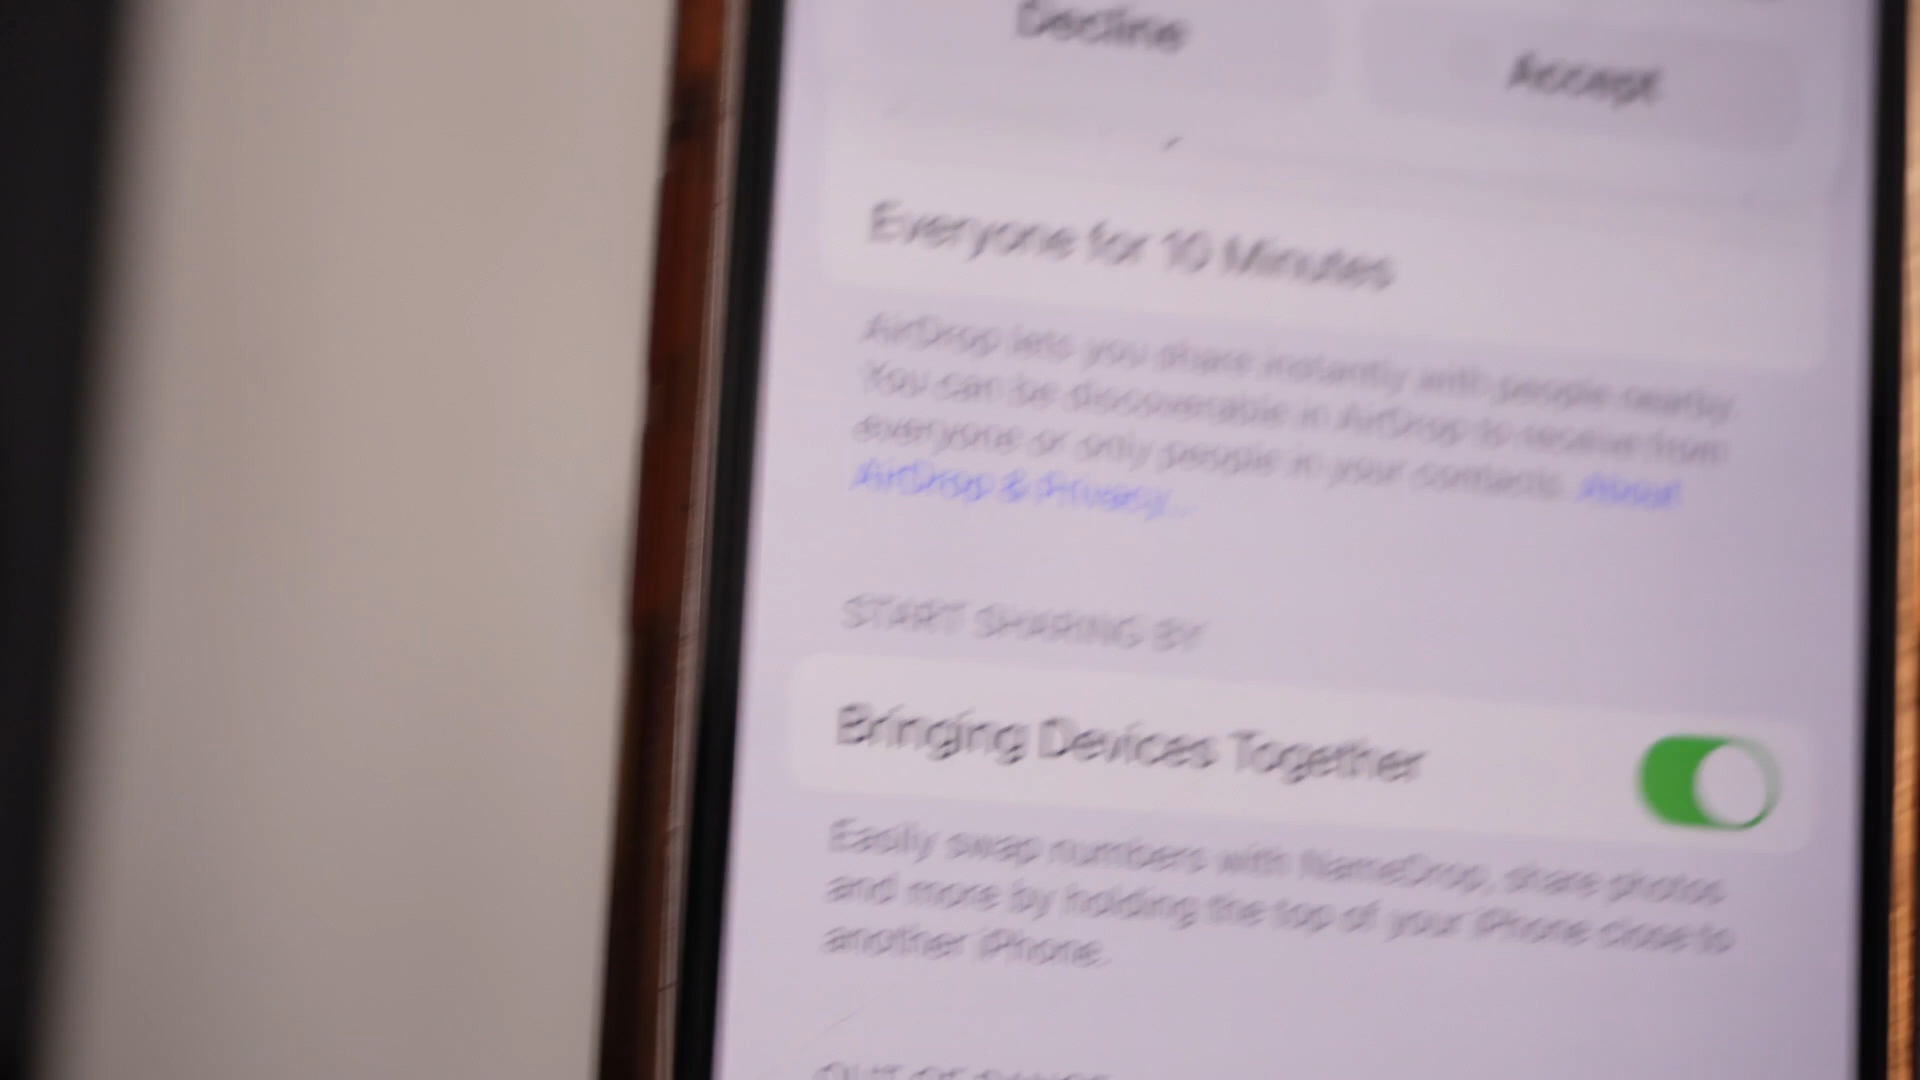 Decline
Accept
Everyone for 10 Minutes
AirDrop lets you share instantly with people nearby.
You can be discoverable in AirDrop to receive from
everyone or only people in your contacts. About
AirDrop & Privacy...
START SHARING BY
Bringing Devices Together
Easily swap numbers with NameDrop, share photos
and more by holding the top of your iPhone close to
another iPhone.
OUT OF RANGE